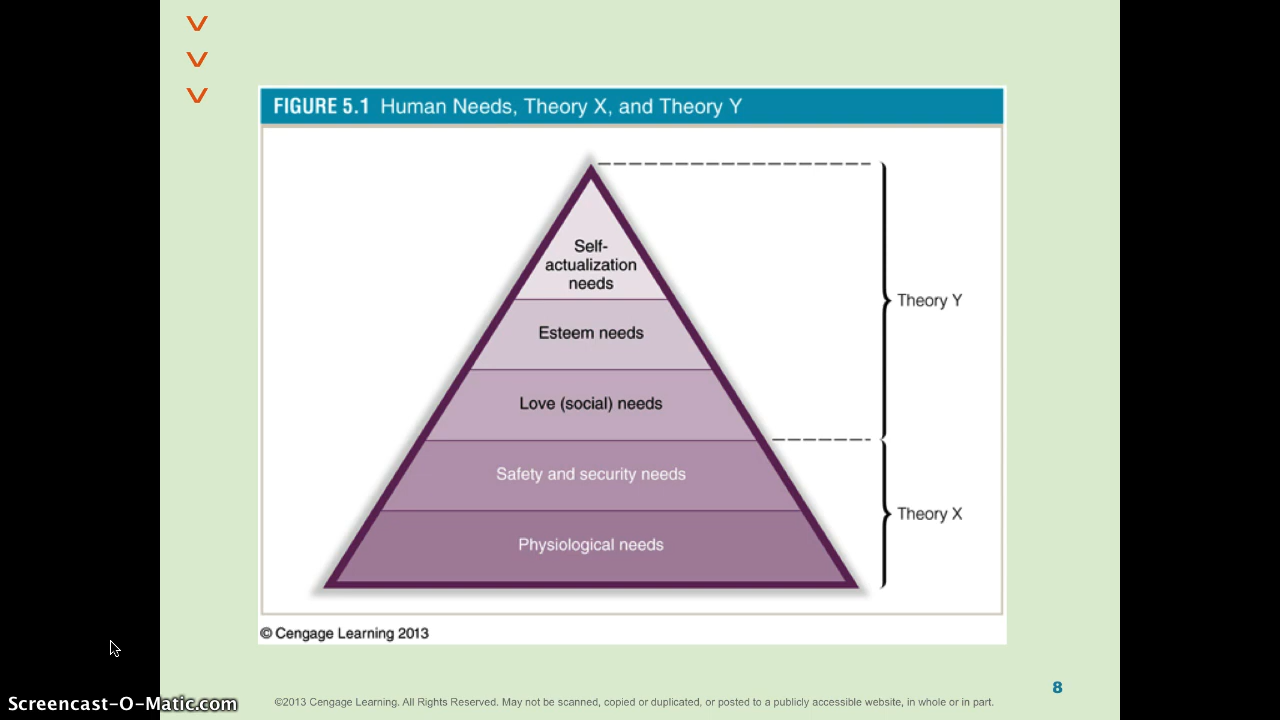 FIGURE 5.1 Human Needs, Theory X, and Theory Y
Self-
actualization
needs
Esteem needs
Love (social) needs
Safety and security needs
Physiological needs
Theory Y
Theory X
© Cengage Learning 2013
8
©2013 Cengage Learning. All Rights Reserved. May not be scanned, copied or duplicated, or posted to a publicly accessible website, in whole or in part.
Screencast-O-Matic.com